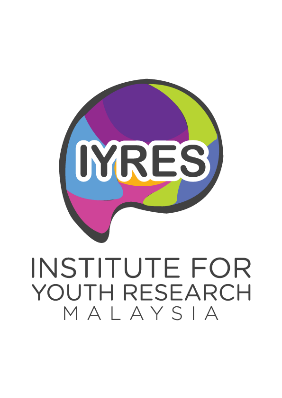 IYRES
INSTITUTE FOR
YOUTH RESEARCH
MALAYSIA